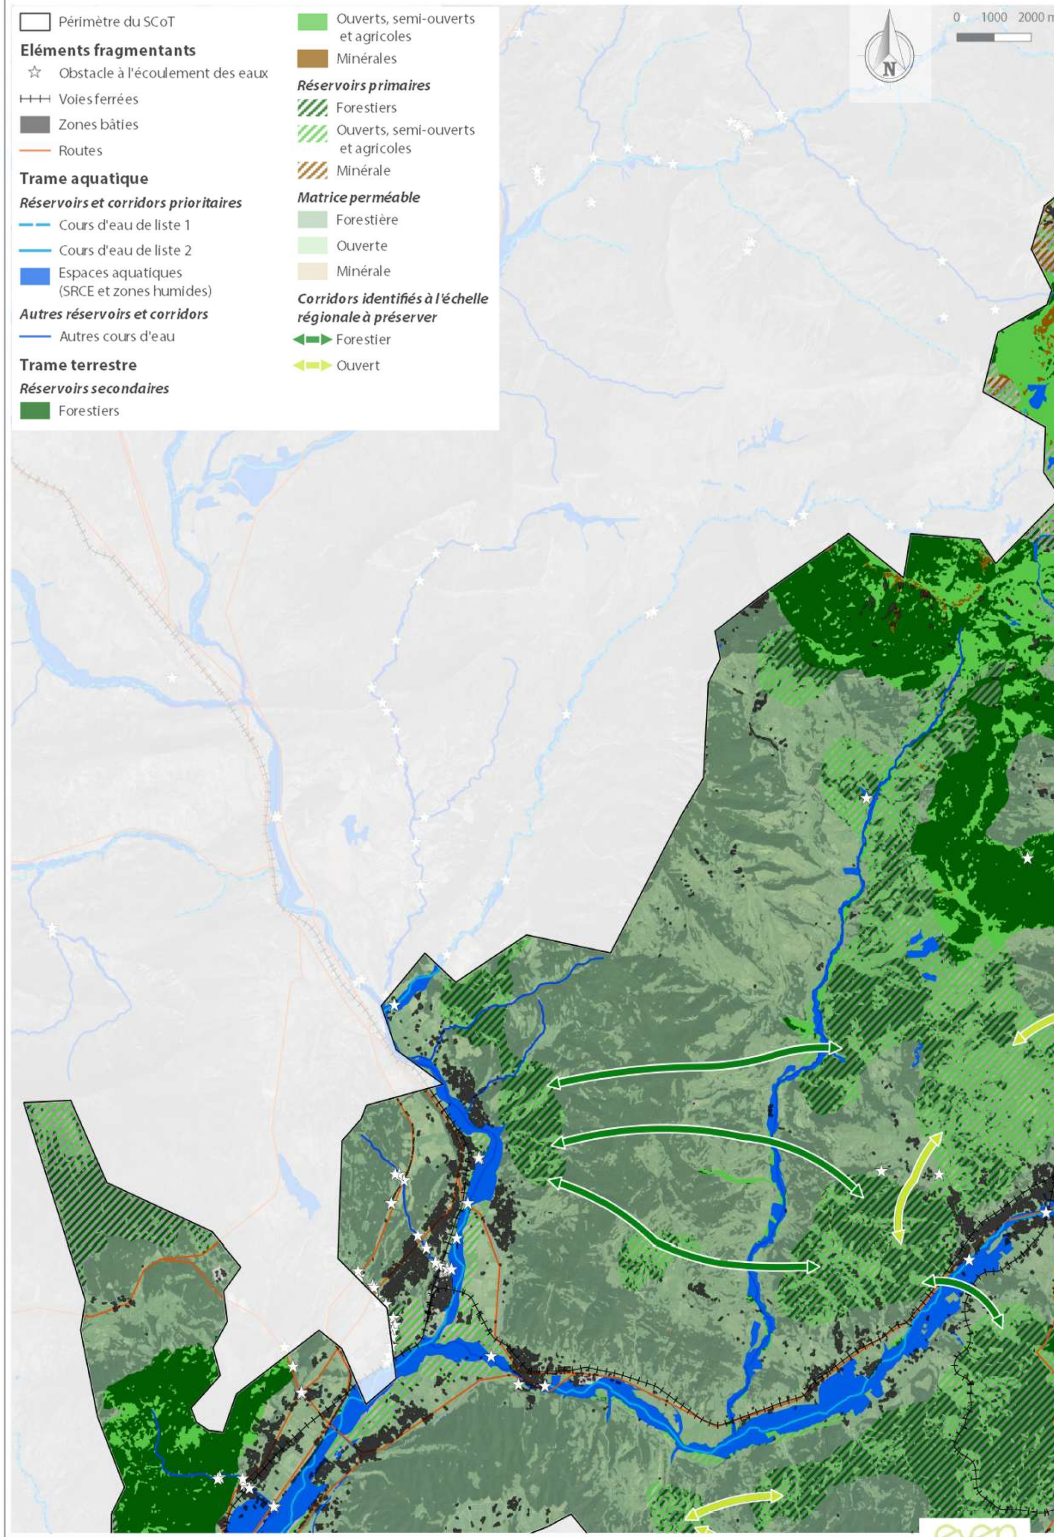 Périmètre du SCoT
Eléments fragmentants
Obstacle à l'écoulement des eaux
Voies ferrées
Zones bâties
Routes
Trame aquatique
Réservoirs et corridors prioritaires
Cours d'eau de liste 1
Cours d'eau de liste 2
Espaces aquatiques
(SRCE et zones humides)
Autres réservoirs et corridors
Autres cours d'eau
Trame terrestre
Réservoirs secondaires
Forestiers
Ouverts, semi-ouverts
et agricoles
Minérales
Réservoirs primaires
Forestiers
Ouverts, semi-ouverts
et agricoles
Minérale
Matrice perméable
Forestière
Ouverte
Minérale
Corridors identifiés à l'échelle
régionale à préserver
Forestier
Ouvert
N
0 1000 2000 m